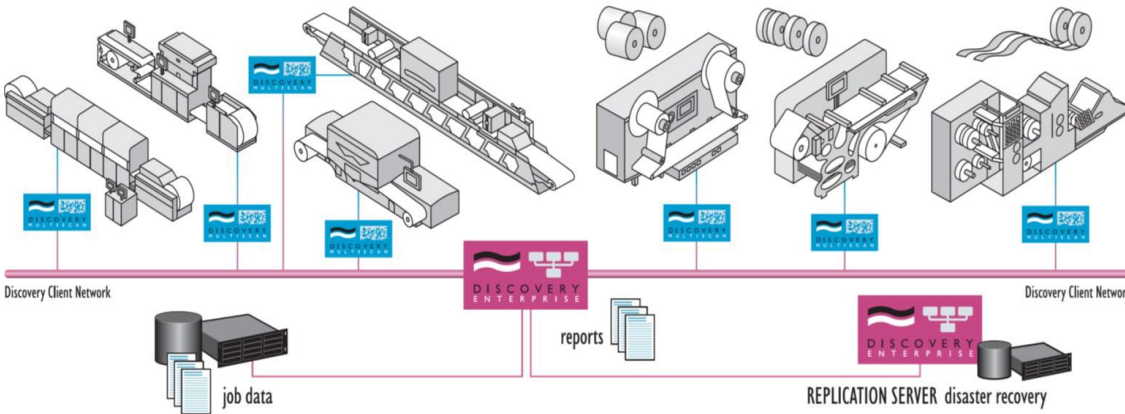 DISCOVERY
MULTISCAN
DISCOVERY
MULTISCAN
DISCOVERY
MULTISCAN
DISCOVERY
MULTISCAN
DISCOVERY
MULTISCAN
DISCOVERY
MULTISCAN
DISCOVERY
MULTISCAN
Discovery Client Network
DISCOVERY
ENTERPRISE
Discovery Client Networ
reports
DISCOVERY
ENTERPRISE
job data
REPLICATION SERVER disaster recovery